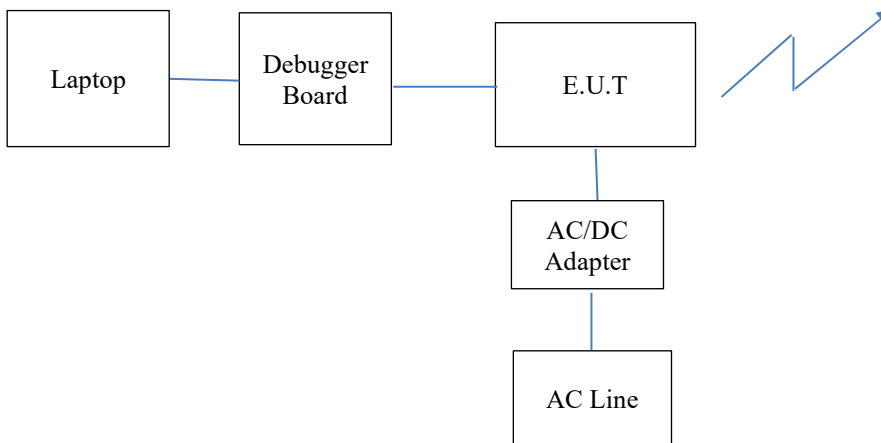 Laptop
Debugger
Board
E.U.T
AC/DC
Adapter
AC Line